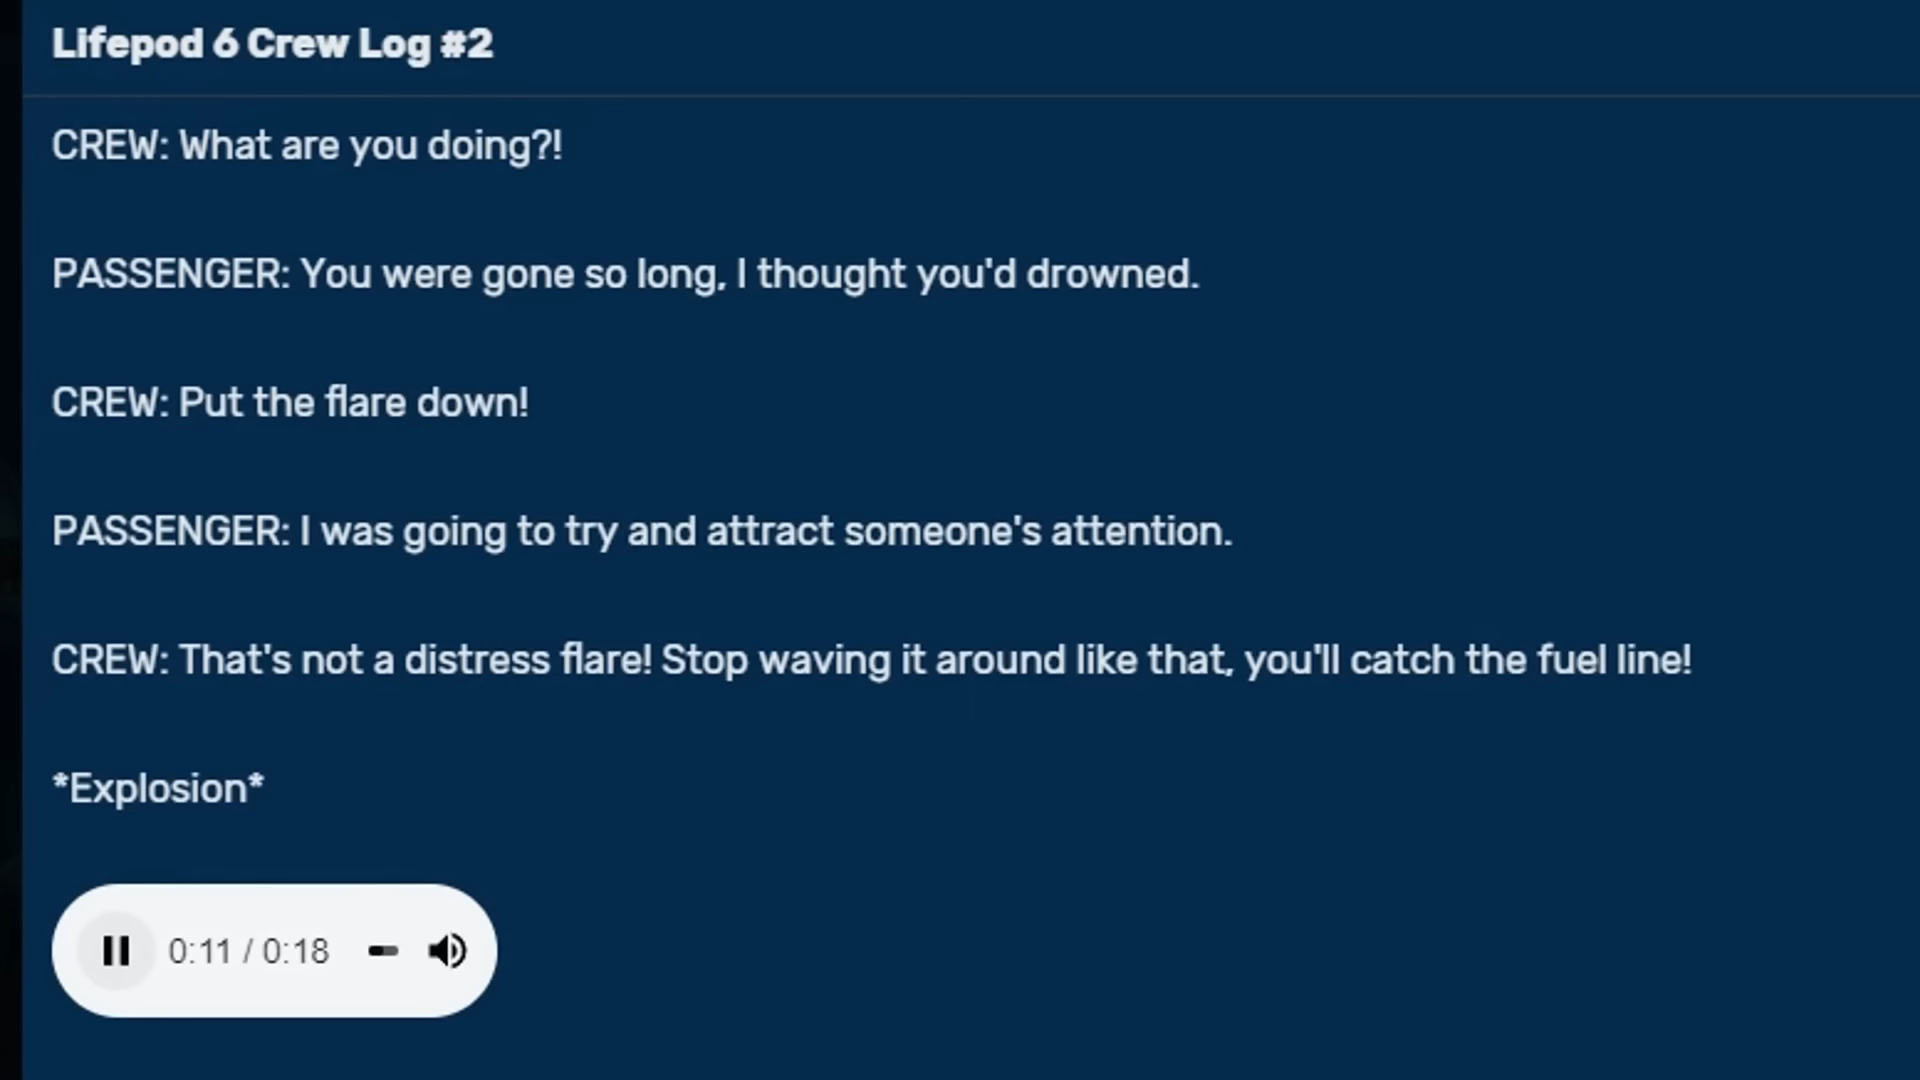 Lifepod 6 Crew Log #2
CREW: What are you doing?!
PASSENGER: You were gone so long, I thought you'd drowned.
CREW: Put the flare down!
PASSENGER: I was going to try and attract someone's attention.
CREW: That's not a distress flare! Stop waving it around like that, you'll catch the fuel line!
*Explosion*
0:11 / 0:18